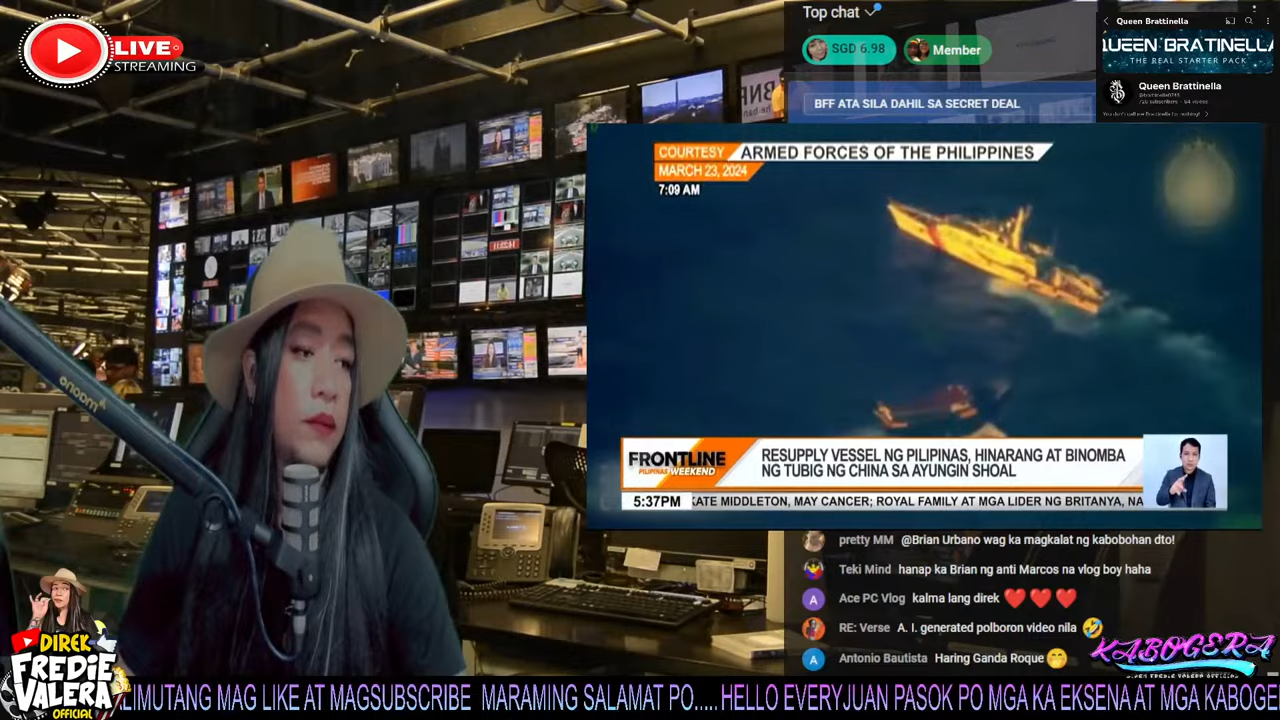 LIVE
STREAMING
Top chat
SGD 6.98
Member
BFF ATA SILA DAHIL SA SECRET DEAL
Queen Brattinella
QUEEN BRATINELLA
THE REAL STARTER PACK
Queen Brattinella
COURTESY ARMED FORCES OF THE PHILIPPINES
MARCH 23, 2024
7:09 AM
maono
FRONTLINE
PILIPINAS WEEKEND
RESUPPLY VESSEL NG PILIPINAS, HINARANG AT BINOMBA
NG TUBIG NG CHINA SA AYUNGIN SHOAL
5:37PM KATE MIDDLETON, MAY CANCER; ROYAL FAMILY AT MGA LIDER NG BRITANYA, NA
pretty MM @Brian Urbano wag ka magkalat ng kabobohan dto!
Teki Mind hanap ka Brian ng anti Marcos na vlog boy haha
A Ace PC Vlog kalma lang direk ❤️❤️❤️
RE: Verse A. I. generated polboron video nila 🤣
A Antonio Bautista Haring Ganda Roque 🤭
DIREK
FREDIE
VALERA
OFFICIAL
KABOGERA
DIREK FREDIE VALERA OFFICIAL
LIMUTANG MAG LIKE AT MAGSUBSCRIBE MARAMING SALAMAT PO.... HELLO EVERYJUAN PASOK PO MGA KA EKSENA AT MGA KABOGE